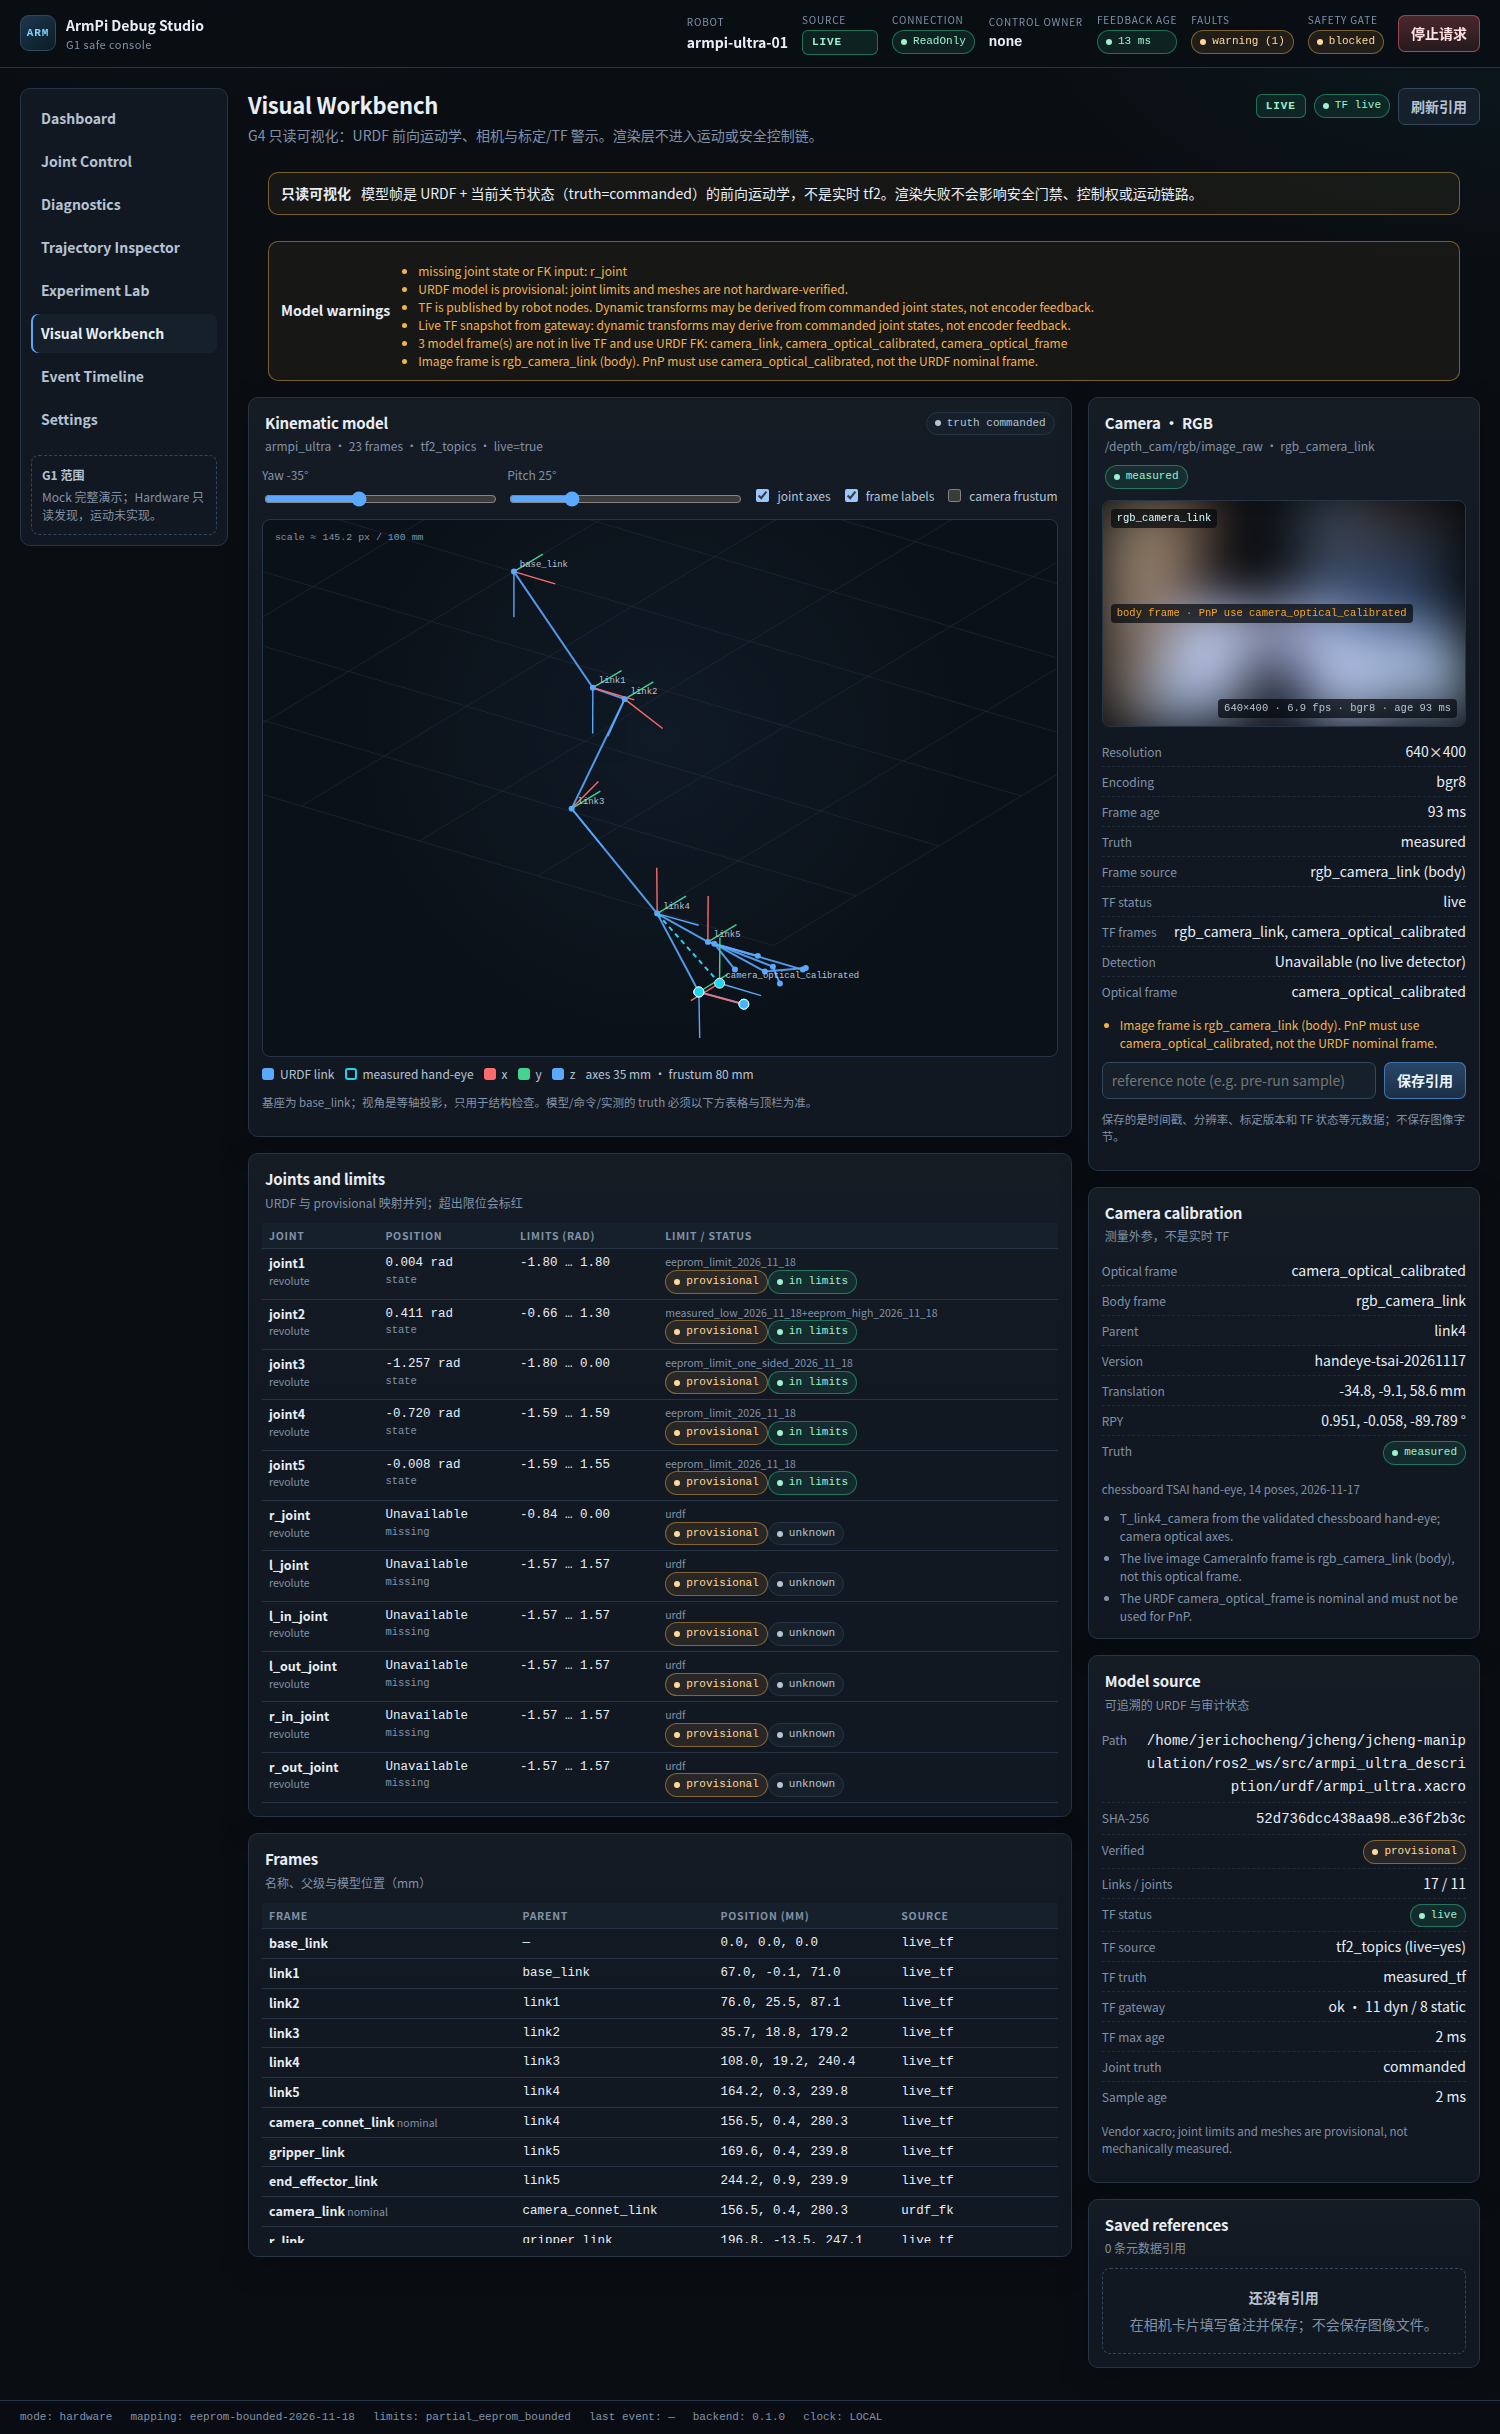 ARM
ArmPi Debug Studio
G1 safe console
ROBOT
armpi-ultra-01
SOURCE
LIVE
CONNECTION
ReadOnly
CONTROL OWNER
none
FEEDBACK AGE
13 ms
FAULTS
warning (1)
SAFETY GATE
blocked
停止请求
Dashboard
Joint Control
Diagnostics
Trajectory Inspector
Experiment Lab
Visual Workbench
Event Timeline
Settings
G1 范围
Mock 完整演示；Hardware 只
读发现，运动未实现。
Visual Workbench
G4 只读可视化：URDF 前向运动学、相机与标定/TF 警示。渲染层不进入运动或安全控制链。
LIVE
TF live
刷新引用
只读可视化 模型帧是 URDF + 当前关节状态（truth=commanded）的前向运动学，不是实时 tf2。渲染失败不会影响安全门禁、控制权或运动链路。
Model warnings
missing joint state or FK input: r_joint
URDF model is provisional: joint limits and meshes are not hardware-verified.
TF is published by robot nodes. Dynamic transforms may be derived from commanded joint states, not encoder feedback.
Live TF snapshot from gateway: dynamic transforms may derive from commanded joint states, not encoder feedback.
3 model frame(s) are not in live TF and use URDF FK: camera_link, camera_optical_calibrated, camera_optical_frame
Image frame is rgb_camera_link (body). PnP must use camera_optical_calibrated, not the URDF nominal frame.
Kinematic model
armpi_ultra · 23 frames · tf2_topics · live=true
truth commanded
Yaw -35°
Pitch 25°
joint axes
frame labels
camera frustum
scale ≈ 145.2 px / 100 mm
base_link
link1
link2
link3
link4
link5
camera_optical_calibrated
URDF link
measured hand-eye
x
y
z
axes 35 mm · frustum 80 mm
基座为 base_link；视角是等轴投影，只用于结构检查。模型/命令/实测的 truth 必须以下方表格与顶栏为准。
Joints and limits
URDF 与 provisional 映射并列；超出限位会标红
JOINT POSITION LIMITS (RAD) LIMIT / STATUS
joint1 0.004 rad -1.80 … 1.80 eeprom_limit_2026_11_18
revolute state provisional in limits
joint2 0.411 rad -0.66 … 1.30 measured_low_2026_11_18+eeprom_high_2026_11_18
revolute state provisional in limits
joint3 -1.257 rad -1.80 … 0.00 eeprom_limit_one_sided_2026_11_18
revolute state provisional in limits
joint4 -0.720 rad -1.59 … 1.59 eeprom_limit_2026_11_18
revolute state provisional in limits
joint5 -0.008 rad -1.59 … 1.55 eeprom_limit_2026_11_18
revolute state provisional in limits
r_joint Unavailable -0.84 … 0.00 urdf
revolute missing provisional unknown
l_joint Unavailable -1.57 … 1.57 urdf
revolute missing provisional unknown
l_in_joint Unavailable -1.57 … 1.57 urdf
revolute missing provisional unknown
l_out_joint Unavailable -1.57 … 1.57 urdf
revolute missing provisional unknown
r_in_joint Unavailable -1.57 … 1.57 urdf
revolute missing provisional unknown
r_out_joint Unavailable -1.57 … 1.57 urdf
revolute missing provisional unknown
Frames
名称、父级与模型位置（mm）
FRAME PARENT POSITION (MM) SOURCE
base_link — 0.0, 0.0, 0.0 live_tf
link1 base_link 67.0, -0.1, 71.0 live_tf
link2 link1 76.0, 25.5, 87.1 live_tf
link3 link2 35.7, 18.8, 179.2 live_tf
link4 link3 108.0, 19.2, 240.4 live_tf
link5 link4 164.2, 0.3, 239.8 live_tf
camera_connet_link nominal link4 156.5, 0.4, 280.3 live_tf
gripper_link link5 169.6, 0.4, 239.8 live_tf
end_effector_link link5 244.2, 0.9, 239.9 live_tf
camera_link nominal camera_connet_link 156.5, 0.4, 280.3 urdf_fk
r_link gripper_link 196.8, -13.5, 247.1 live_tf
Camera · RGB
/depth_cam/rgb/image_raw · rgb_camera_link
measured
rgb_camera_link
body frame · PnP use camera_optical_calibrated
640×400 · 6.9 fps · bgr8 · age 93 ms
Resolution 640×400
Encoding bgr8
Frame age 93 ms
Truth measured
Frame source rgb_camera_link (body)
TF status live
TF frames rgb_camera_link, camera_optical_calibrated
Detection Unavailable (no live detector)
Optical frame camera_optical_calibrated
Image frame is rgb_camera_link (body). PnP must use
camera_optical_calibrated, not the URDF nominal frame.
reference note (e.g. pre-run sample)
保存引用
保存的是时间戳、分辨率、标定版本和 TF 状态等元数据；不保存图像字
节。
Camera calibration
测量外参，不是实时 TF
Optical frame camera_optical_calibrated
Body frame rgb_camera_link
Parent link4
Version handeye-tsai-20261117
Translation -34.8, -9.1, 58.6 mm
RPY 0.951, -0.058, -89.789 °
Truth measured
chessboard TSAI hand-eye, 14 poses, 2026-11-17
T_link4_camera from the validated chessboard hand-eye;
camera optical axes.
The live image CameraInfo frame is rgb_camera_link (body),
not this optical frame.
The URDF camera_optical_frame is nominal and must not be
used for PnP.
Model source
可追溯的 URDF 与审计状态
Path /home/jerichocheng/jcheng/jcheng-manip
ulation/ros2_ws/src/armpi_ultra_descri
ption/urdf/armpi_ultra.xacro
SHA-256 52d736dcc438aa98…e36f2b3c
Verified provisional
Links / joints 17 / 11
TF status live
TF source tf2_topics (live=yes)
TF truth measured_tf
TF gateway ok · 11 dyn / 8 static
TF max age 2 ms
Joint truth commanded
Sample age 2 ms
Vendor xacro; joint limits and meshes are provisional, not
mechanically measured.
Saved references
0 条元数据引用
还没有引用
在相机卡片填写备注并保存；不会保存图像文件。
mode: hardware mapping: eeprom-bounded-2026-11-18 limits: partial_eeprom_bounded last event: — backend: 0.1.0 clock: LOCAL